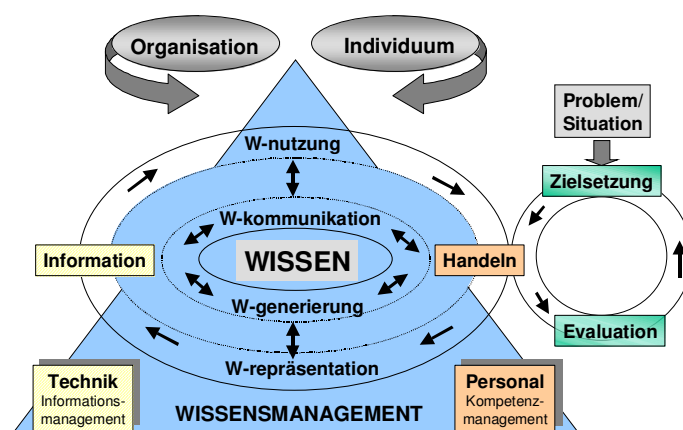 Organisation
Individuum
Problem/
Situation
W-nutzung
Zielsetzung
W-kommunikation
Information
WISSEN
Handeln
W-generierung
Evaluation
W-repräsentation
Technik
Informations-
management
Personal
Kompetenz-
management
WISSENSMANAGEMENT